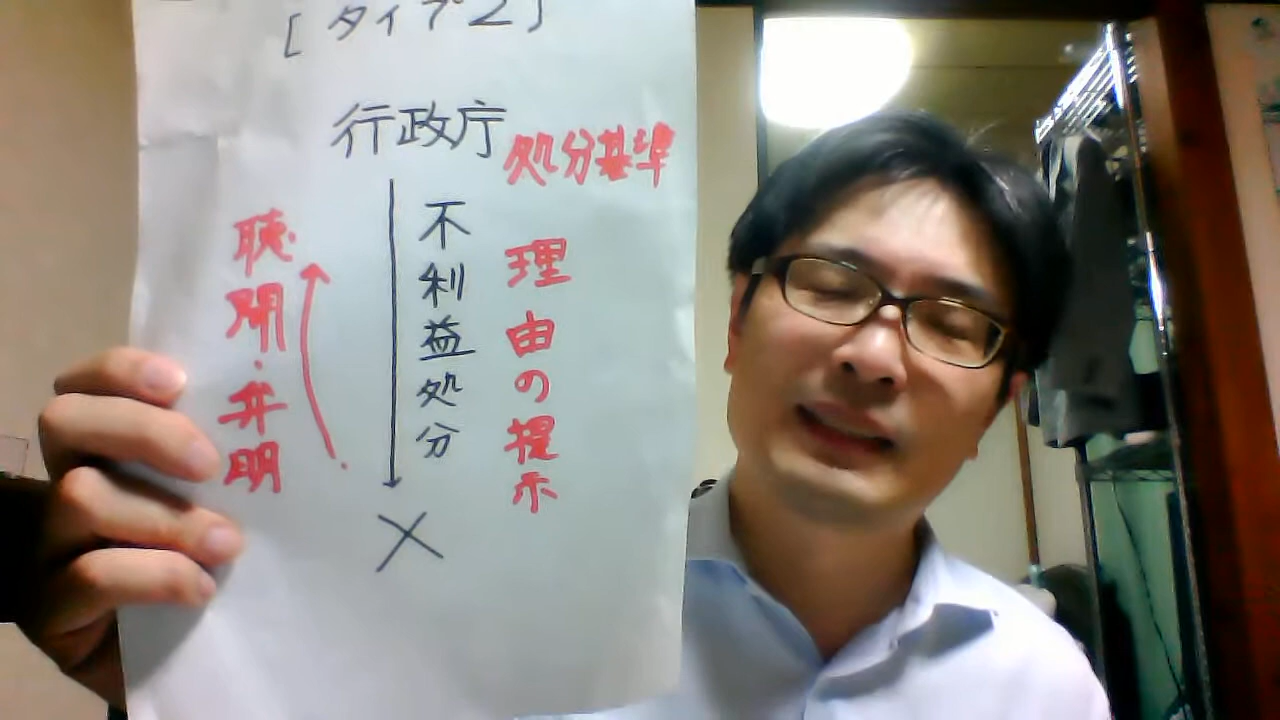 [タイプ2]
行政庁
処分基準
不利益処分
理由の提示
聴聞・弁明
X